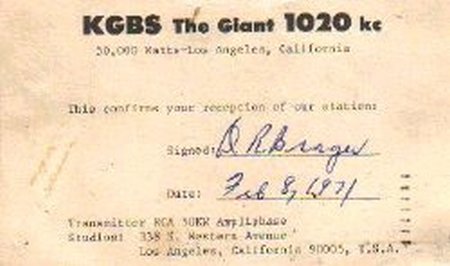 KGBS The Giant 1020 kc
50,000 Watts-Los Angeles, California
This confirms your reception of our station:
Signed: D R
Date: Feb 8, 1971
Transmitter RCA 50KW Ampliphase
Studios: 338 S. Western Avenue
Los Angeles, California 90005, U.S.A.